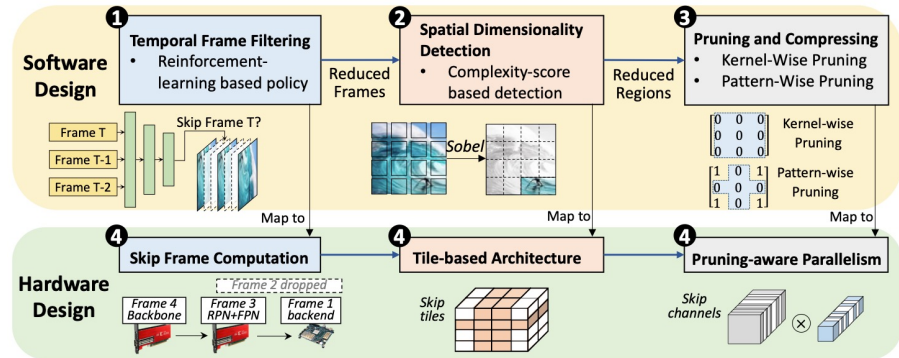 1
Temporal Frame Filtering
• Reinforcement-
learning based policy
2
Spatial Dimensionality
Detection
• Complexity-score
based detection
3
Pruning and Compressing
• Kernel-Wise Pruning
• Pattern-Wise Pruning
Software
Design
Reduced
Frames
Reduced
Regions
Frame T
Frame T-1
Frame T-2
Skip Frame T?
Sobel
0 0 0
0 0 0
0 0 0
Kernel-wise
Pruning
1 0 1
0 0 0
1 0 1
Pattern-wise
Pruning
Map to
Map to
Map to
Hardware
Design
4
Skip Frame Computation
4
Tile-based Architecture
4
Pruning-aware Parallelism
Frame 2 dropped
Frame 4
Backbone
Frame 3
RPN+FPN
Frame 1
backend
Skip
tiles
Skip
channels